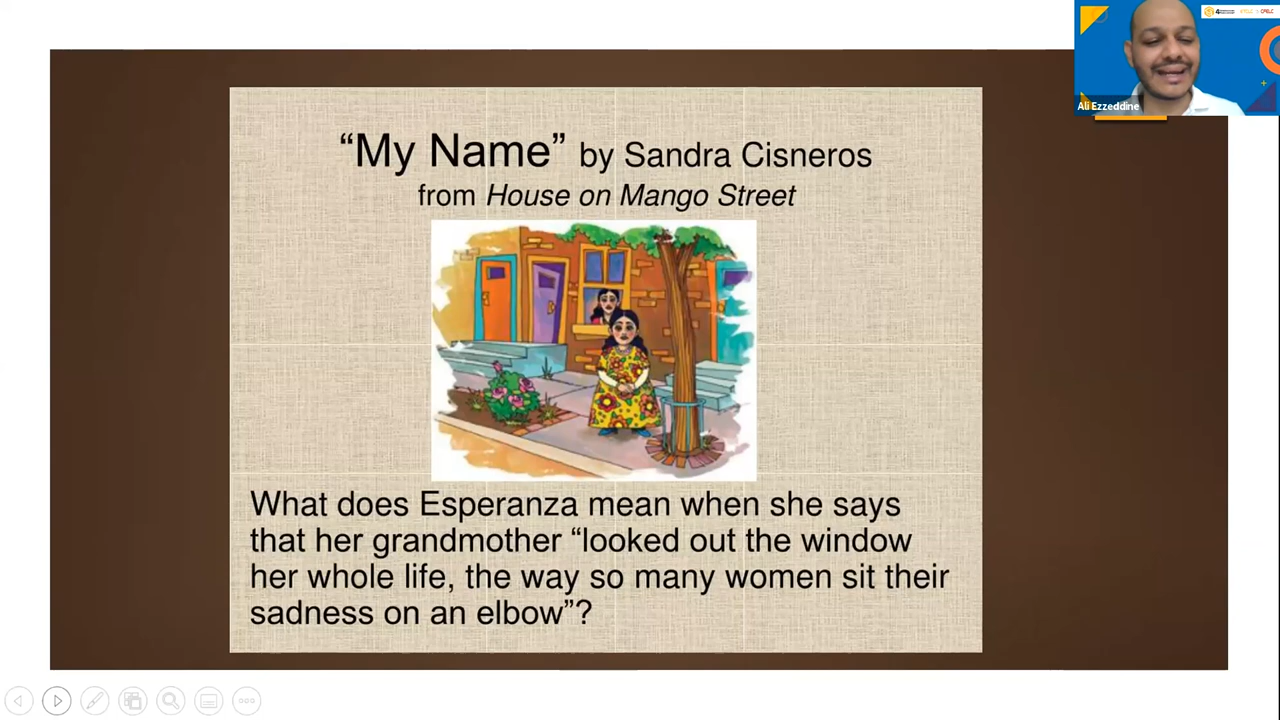 “My Name” by Sandra Cisneros
from House on Mango Street
What does Esperanza mean when she says
that her grandmother “looked out the window
her whole life, the way so many women sit their
sadness on an elbow”?
Ali Ezzeddine